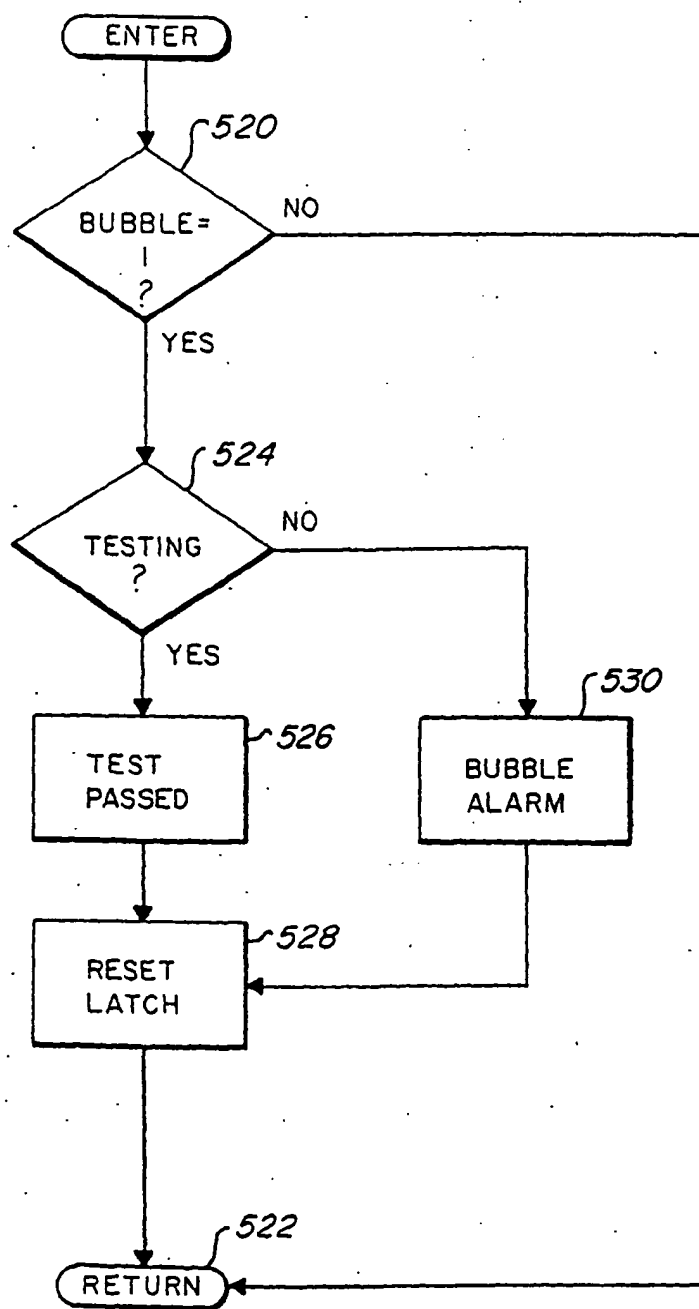 ENTER
520
BUBBLE =
1
?
NO
YES
524
TESTING
?
NO
YES
526
TEST
PASSED
530
BUBBLE
ALARM
528
RESET
LATCH
522
RETURN